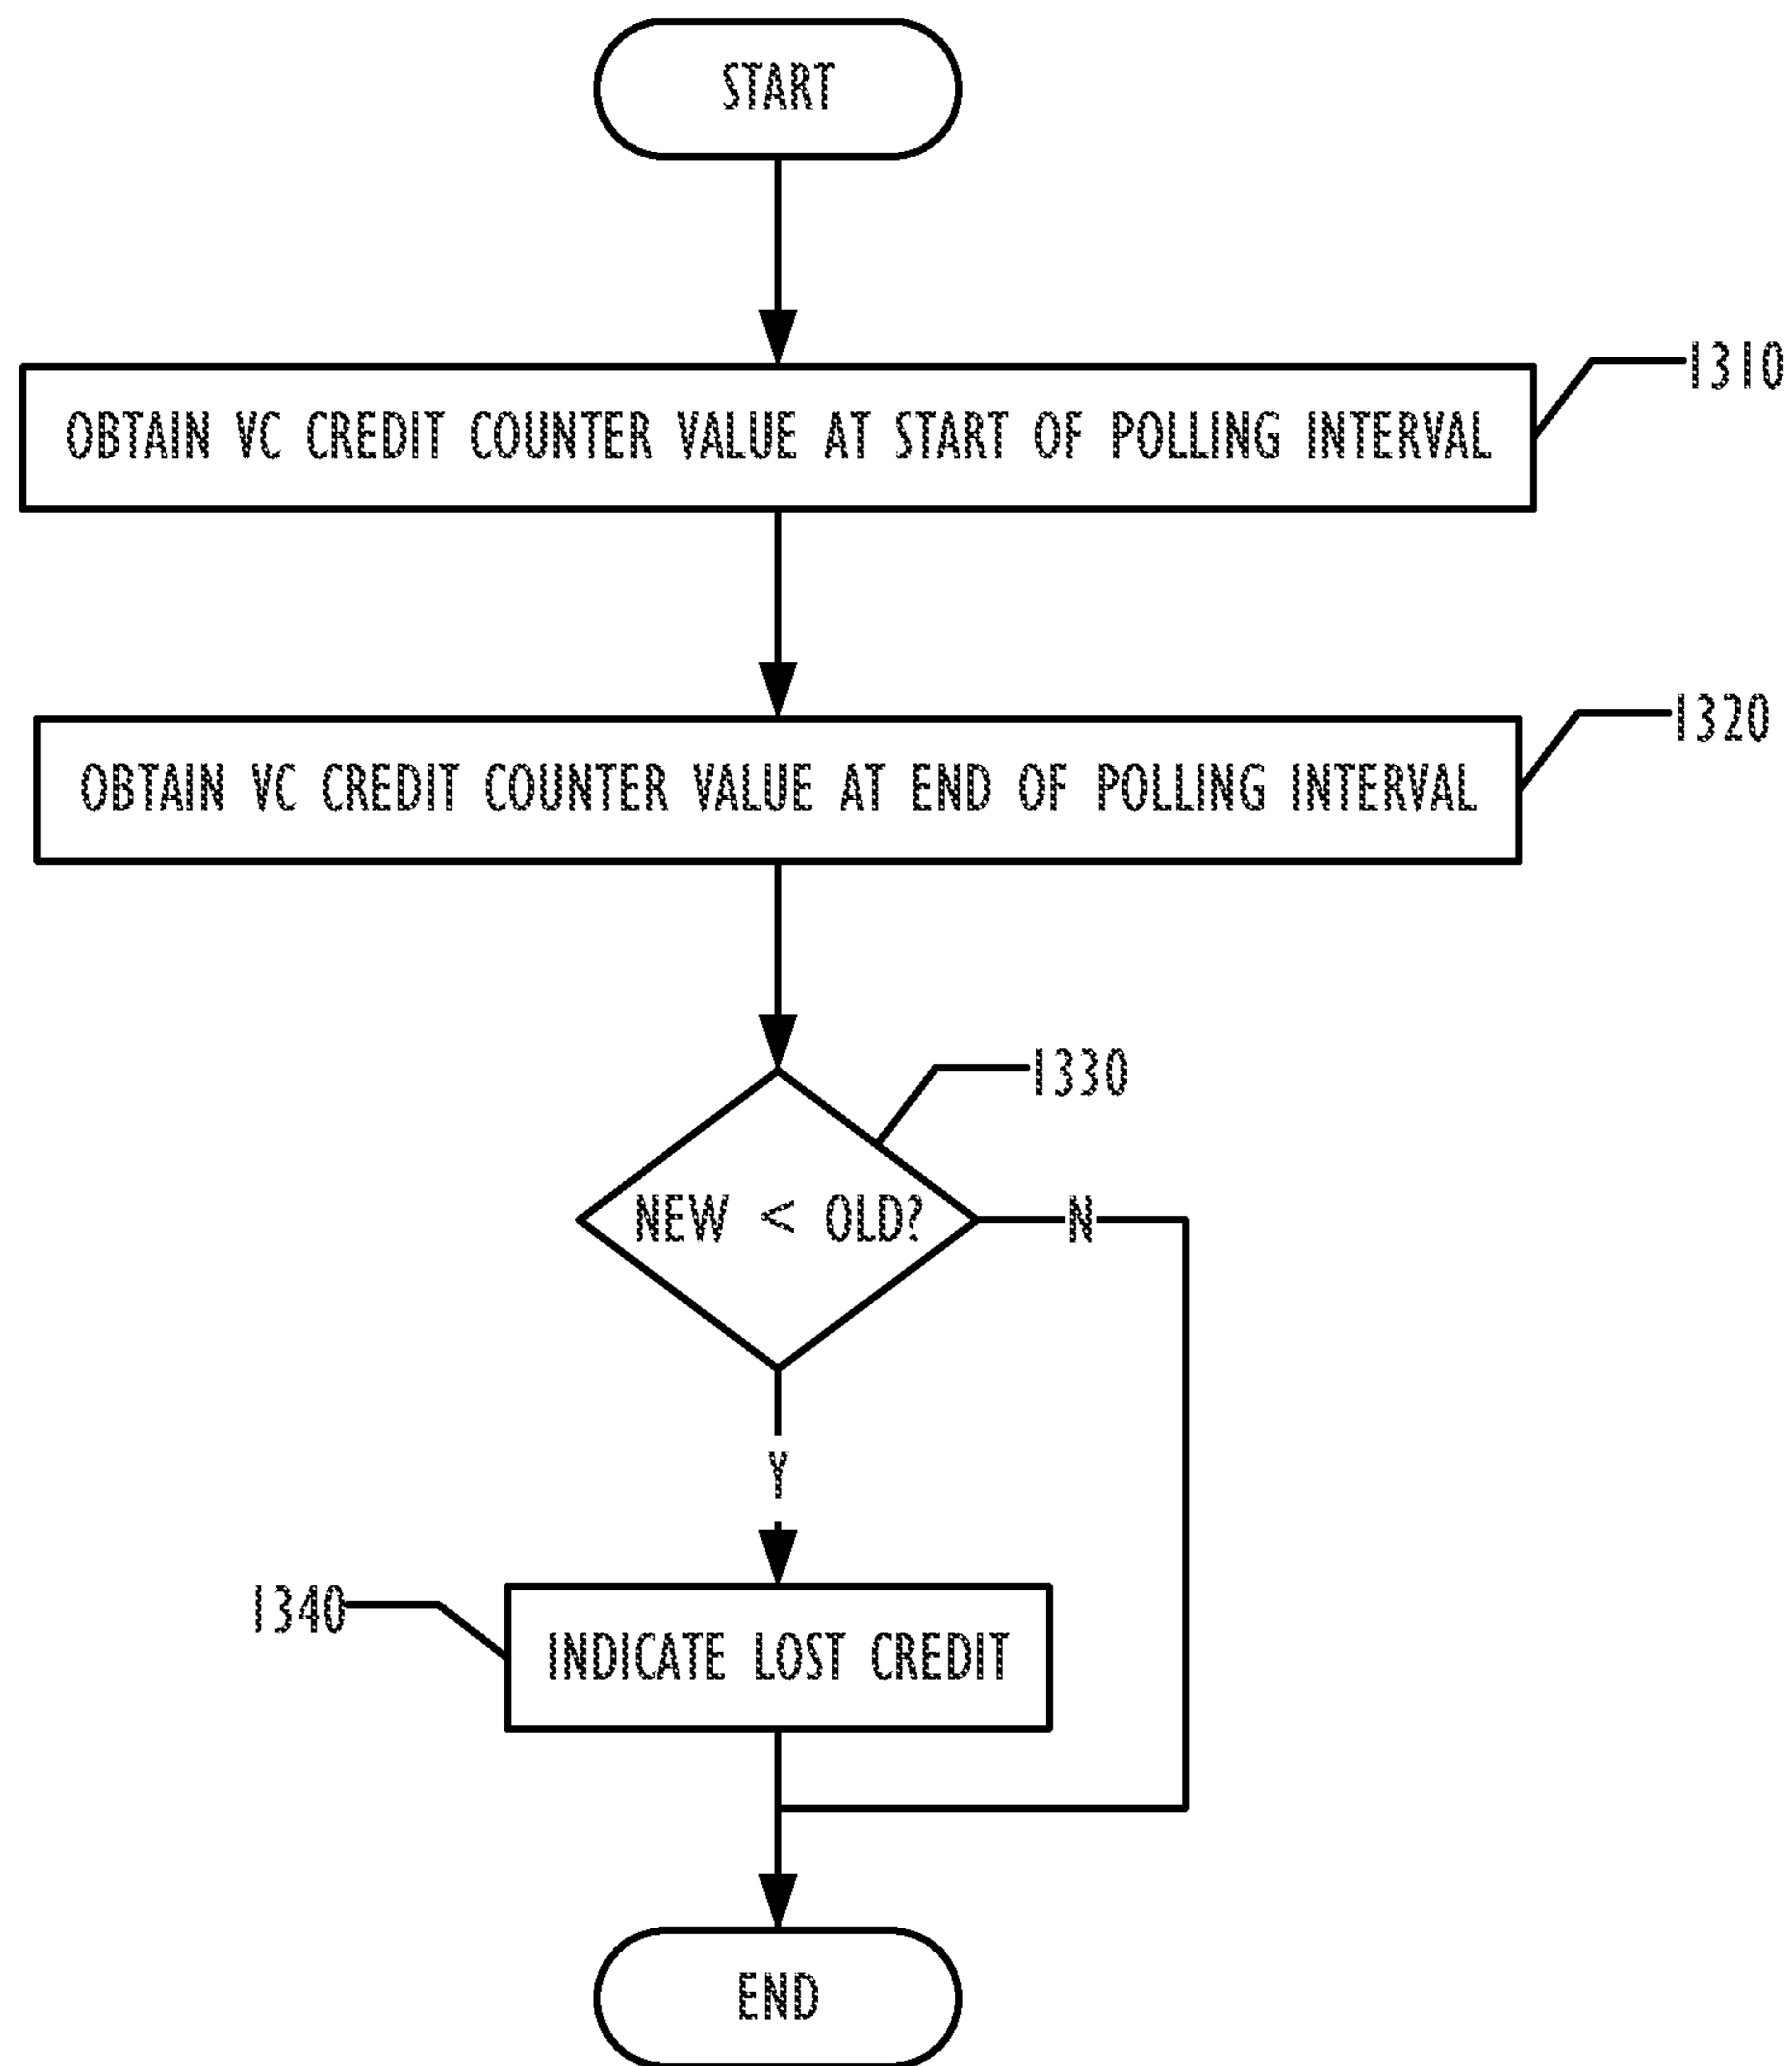 START
1310
OBTAIN VC CREDIT COUNTER VALUE AT START OF POLLING INTERVAL
1320
OBTAIN VC CREDIT COUNTER VALUE AT END OF POLLING INTERVAL
1330
NEW < OLD?
N
Y
1340
INDICATE LOST CREDIT
END